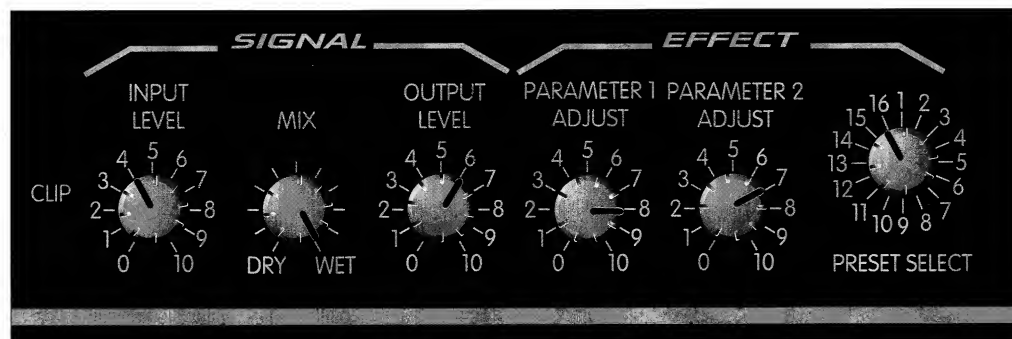 SIGNAL
EFFECT
CLIP
INPUT
LEVEL
0 1 2 3 4 5 6 7 8 9 10
MIX
DRY WET
OUTPUT
LEVEL
0 1 2 3 4 5 6 7 8 9 10
PARAMETER 1
ADJUST
0 1 2 3 4 5 6 7 8 9 10
PARAMETER 2
ADJUST
0 1 2 3 4 5 6 7 8 9 10
1 2 3 4 5 6 7 8 9 10 11 12 13 14 15 16
PRESET SELECT